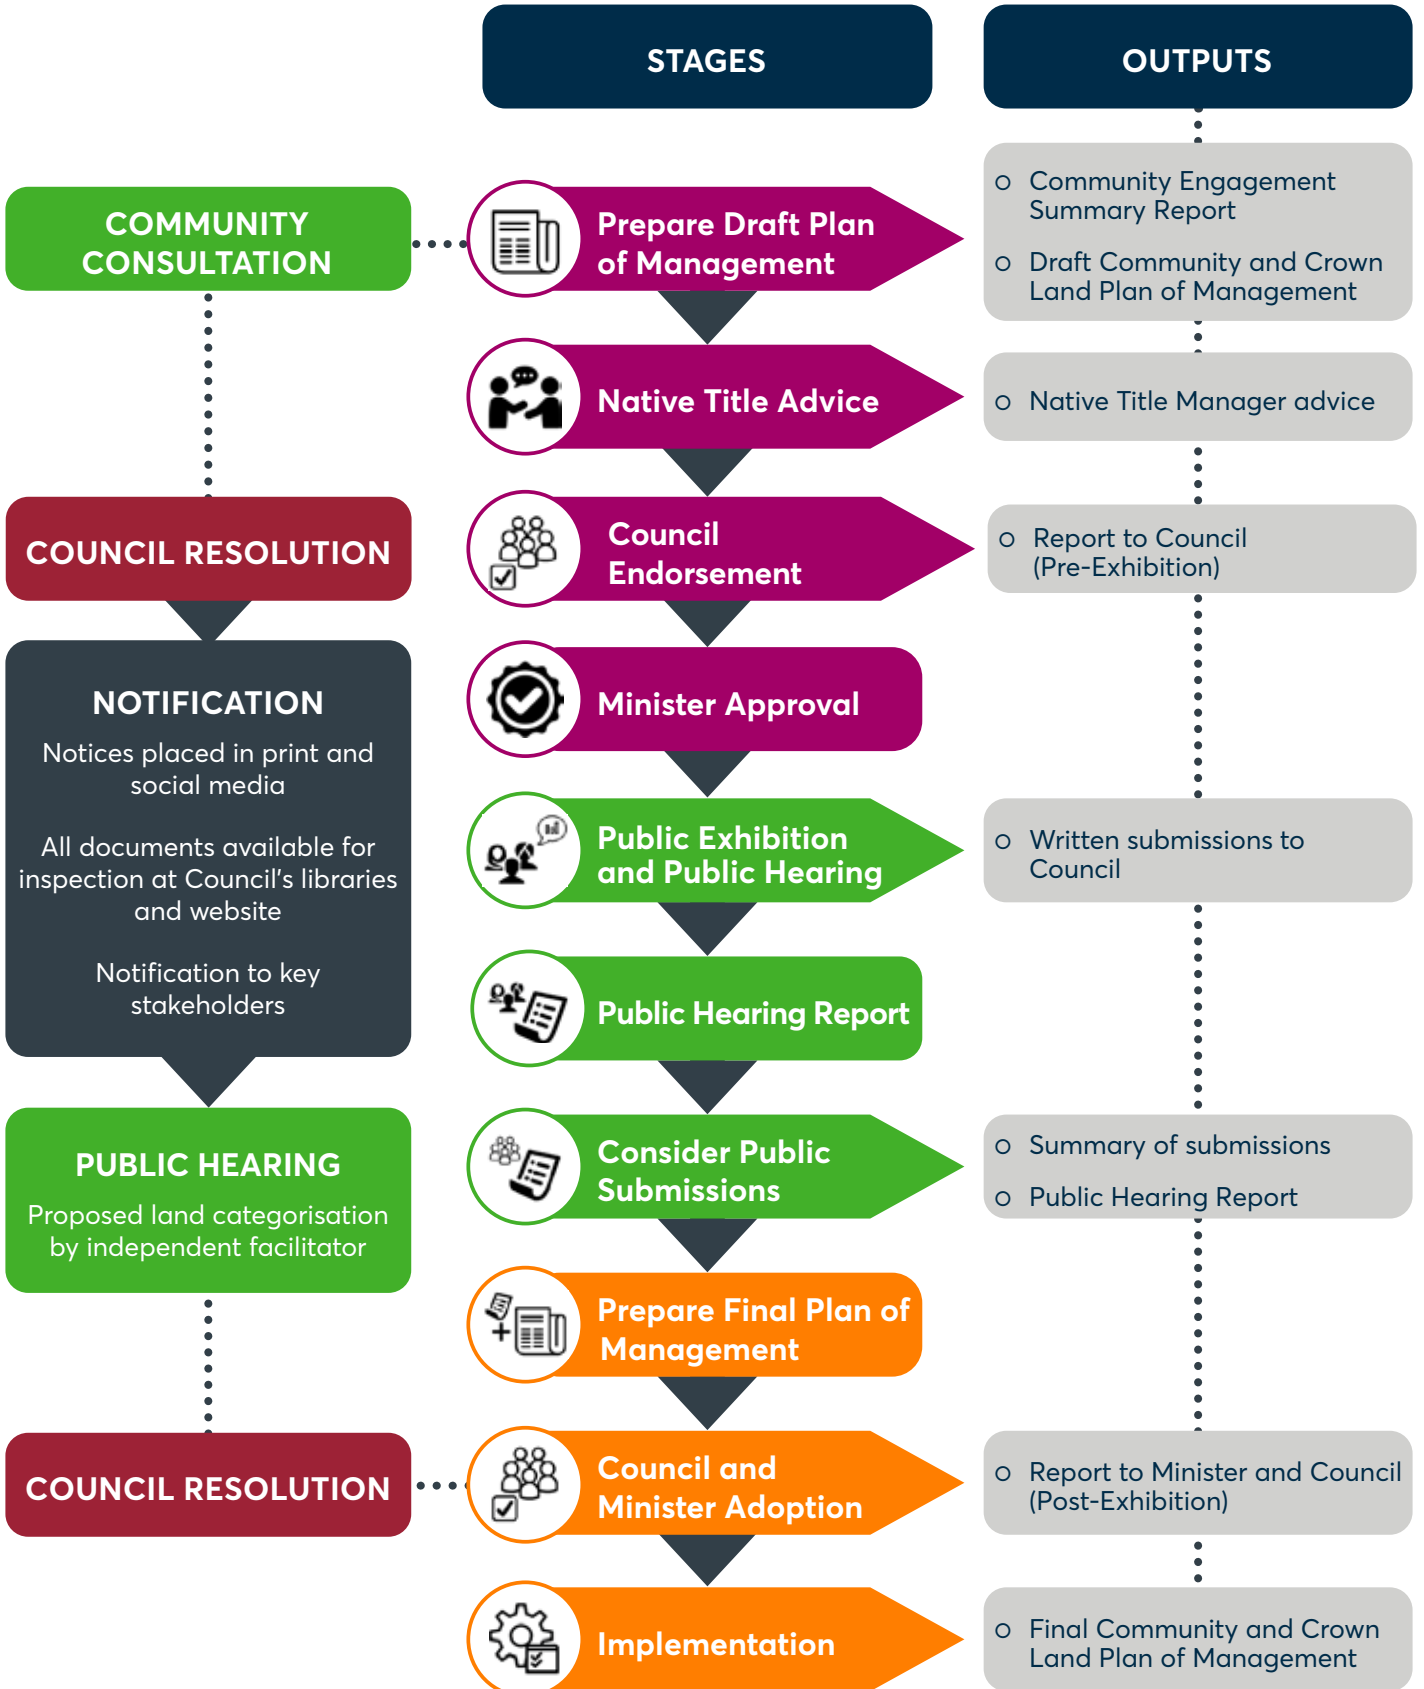 STAGES
OUTPUTS
COMMUNITY
CONSULTATION
Prepare Draft Plan
of Management
○ Community Engagement
Summary Report
○ Draft Community and Crown
Land Plan of Management
Native Title Advice
○ Native Title Manager advice
COUNCIL RESOLUTION
Council
Endorsement
○ Report to Council
(Pre-Exhibition)
NOTIFICATION
Notices placed in print and
social media
All documents available for
inspection at Council's libraries
and website
Notification to key
stakeholders
Minister Approval
Public Exhibition
and Public Hearing
○ Written submissions to
Council
Public Hearing Report
PUBLIC HEARING
Proposed land categorisation
by independent facilitator
Consider Public
Submissions
○ Summary of submissions
○ Public Hearing Report
Prepare Final Plan of
Management
COUNCIL RESOLUTION
Council and
Minister Adoption
○ Report to Minister and Council
(Post-Exhibition)
Implementation
○ Final Community and Crown
Land Plan of Management